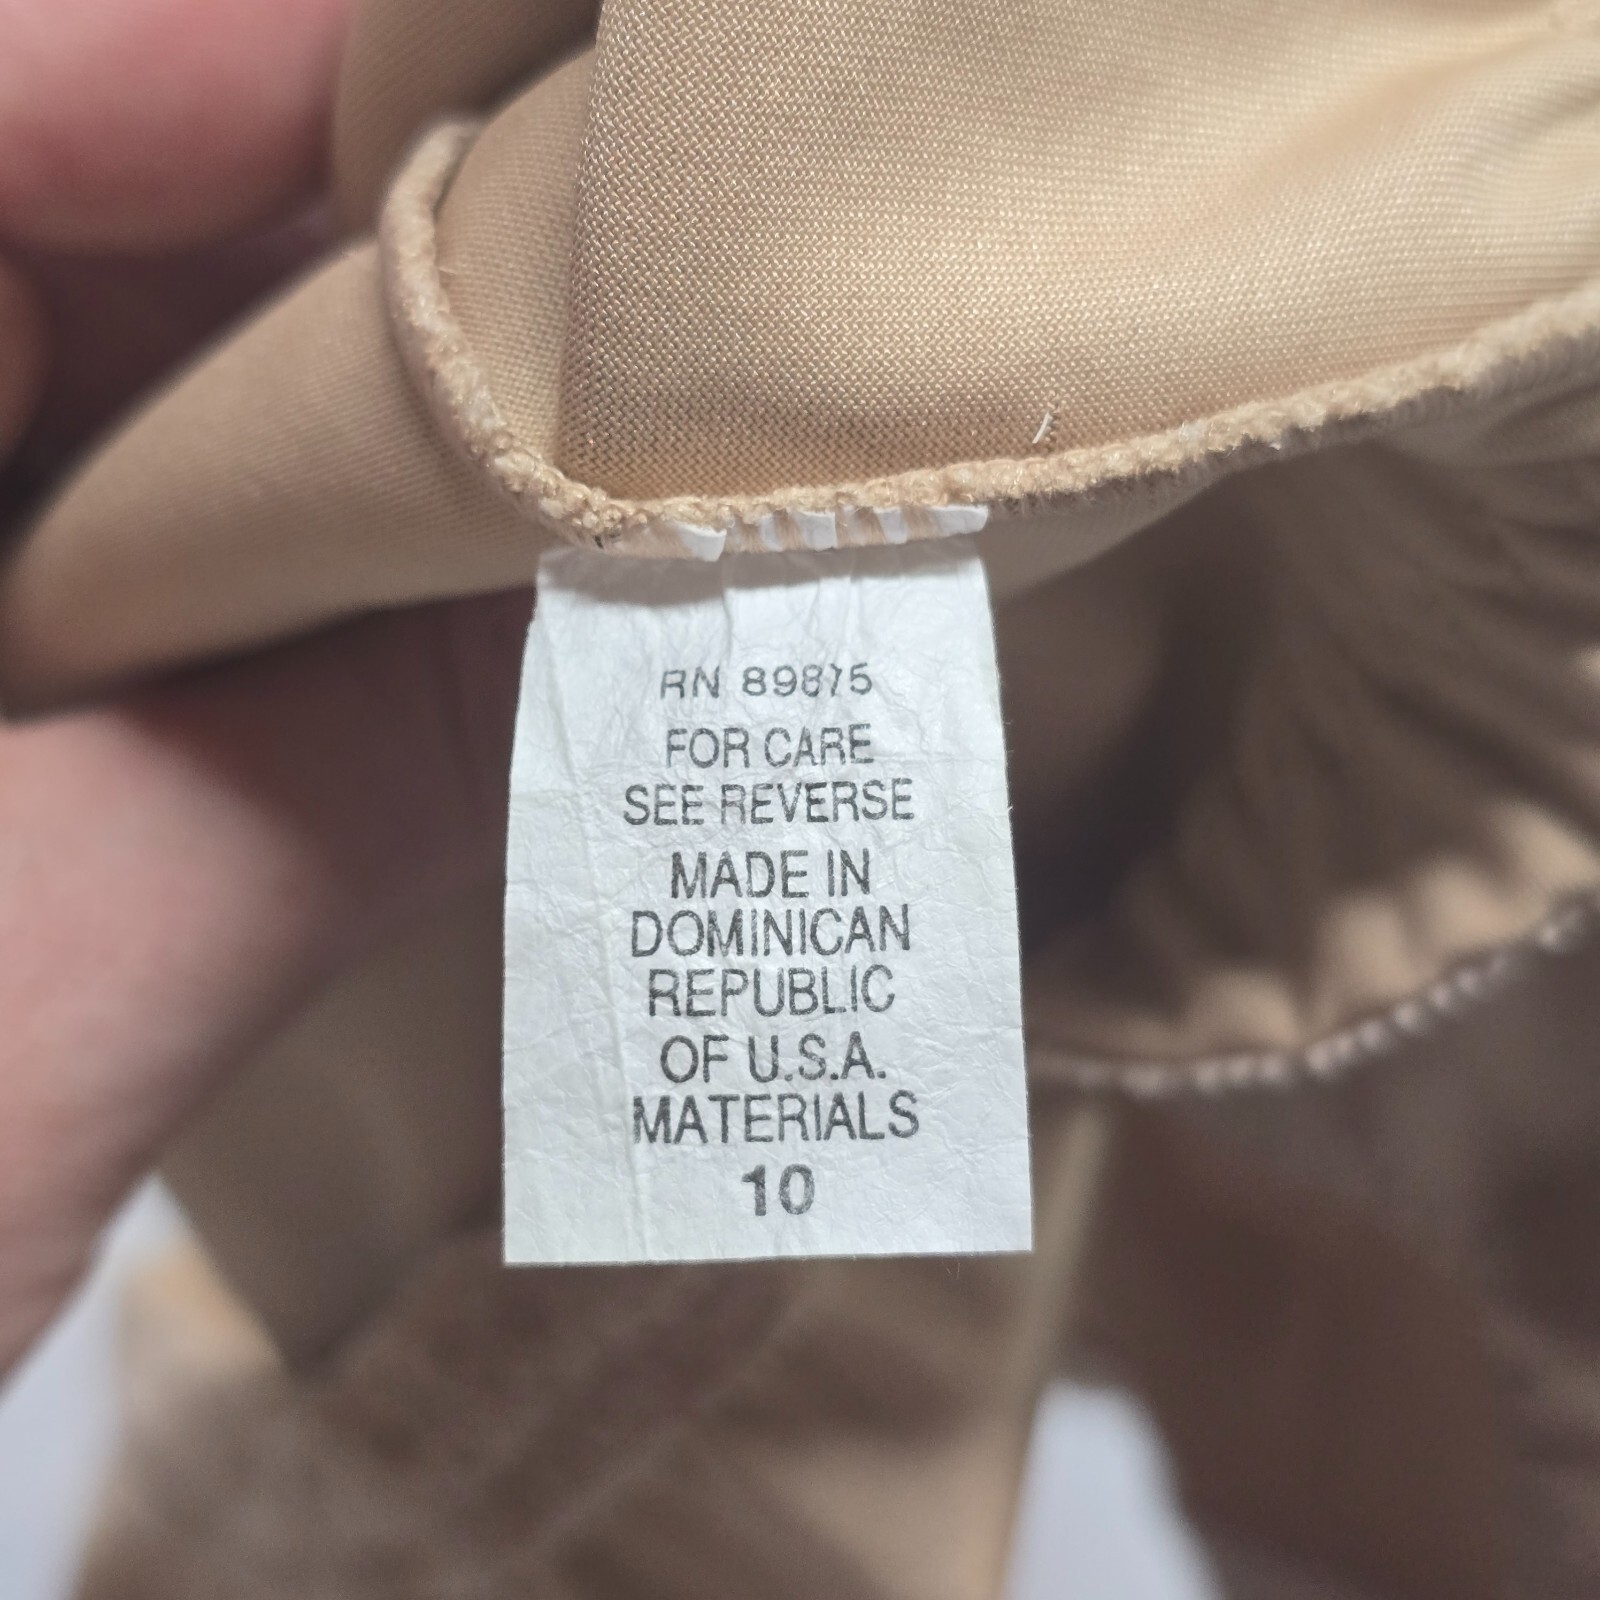 RN 89875
FOR CARE
SEE REVERSE
MADE IN
DOMINICAN
REPUBLIC
OF U.S.A.
MATERIALS
10